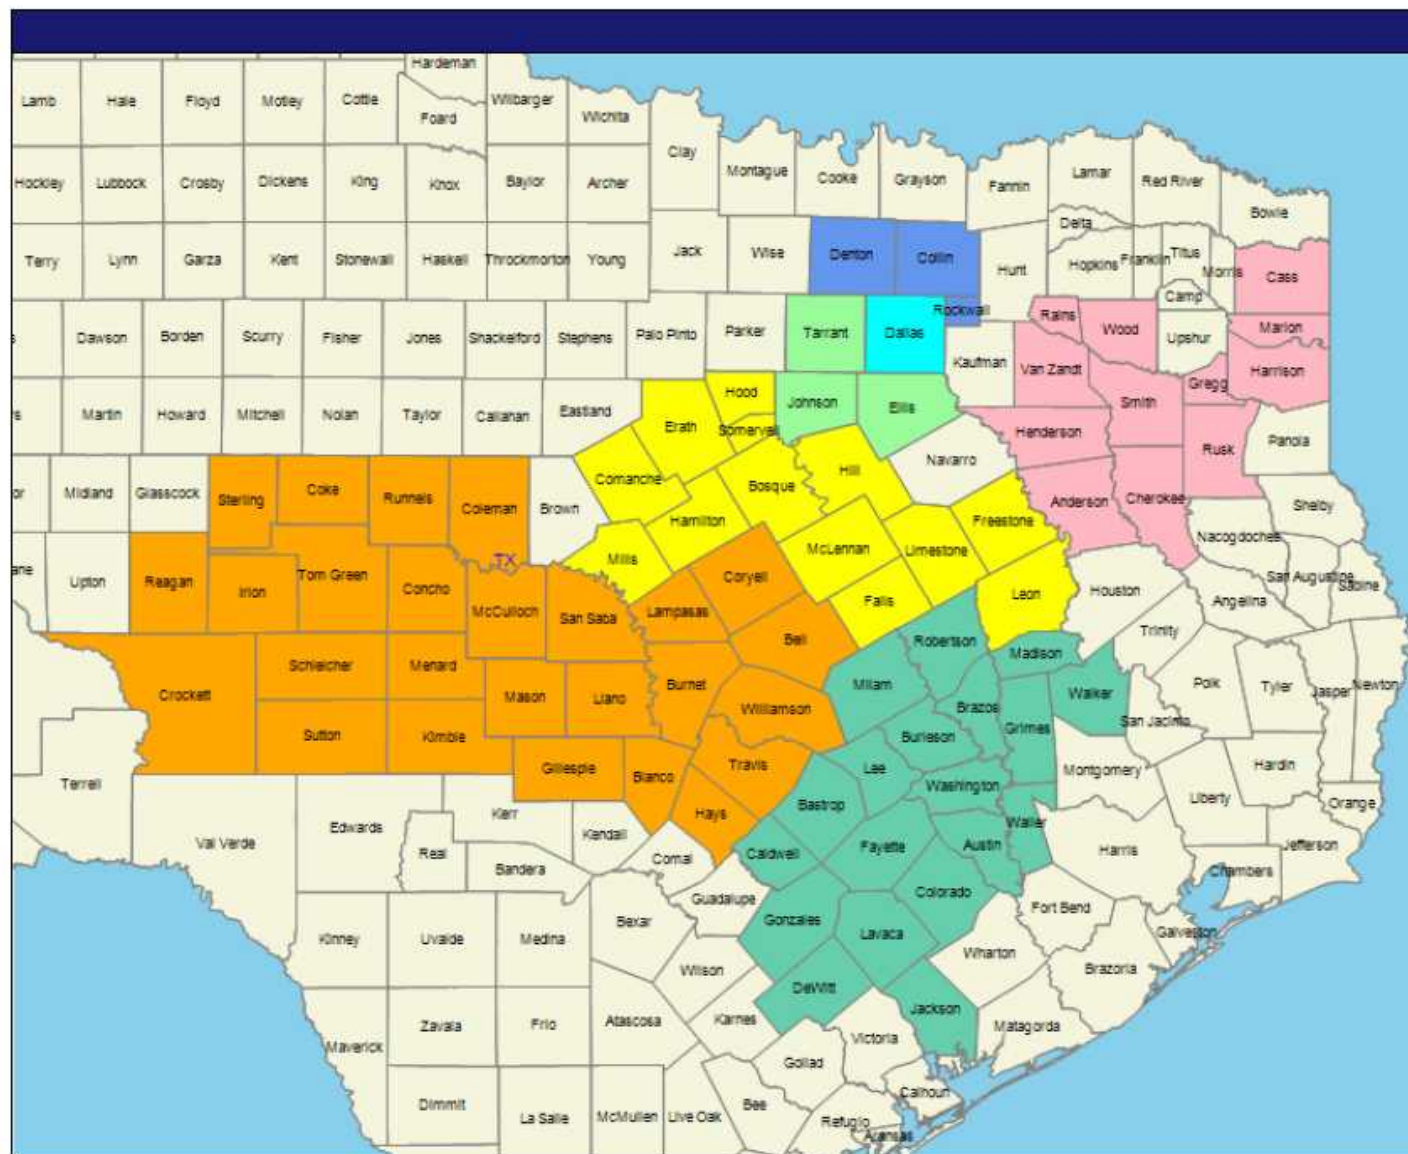 Hardeman
Lamb Hale Floyd Motley Cottle Foard Wilbarger Wichita
Clay Montague Cooke Grayson Fannin Lamar Red River Bowie
Hockley Lubbock Crosby Dickens King Knox Baylor Archer
Delta
Terry Lynn Garza Kent Stonewall Haskell Throckmorton Young Jack Wise Denton Collin Hunt Hopkins Franklin Titus Morris Cass
Camp
Rockwall Rains Wood Marion
s Dawson Borden Scurry Fisher Jones Shackelford Stephens Palo Pinto Parker Tarrant Dallas Kaufman Upshur
Van Zandt Gregg Harrison
rs Martin Howard Mitchell Nolan Taylor Callahan Eastland Erath Hood Somervell Johnson Ellis Smith
Henderson Rusk Panola
or Midland Glasscock Sterling Coke Runnels Coleman Brown Comanche Bosque Hill Navarro
Anderson Cherokee Shelby
Hamilton Freestone Nacogdoches
ane Upton Reagan Irion Tom Green Concho TX Mills Coryell McLennan Limestone
San Augustine Sabine
McCulloch San Saba Lampasas Falls Leon Houston Angelina
Bell Robertson Madison Trinity
Crockett Schleicher Menard Mason Llano Burnet Milam Walker Polk Tyler Jasper Newton
Williamson Brazos Grimes San Jacinto
Sutton Kimble Burleson
Terrell Gillespie Blanco Travis Lee Washington Montgomery Hardin
Bastrop Liberty Orange
Val Verde Edwards Kerr Kendall Hays Waller
Real Bandera Comal Caldwell Fayette Austin Harris Jefferson
Chambers
Guadalupe Colorado
Kinney Uvalde Medina Bexar Gonzales Lavaca Fort Bend Galveston
Wilson Wharton Brazoria
DeWitt
Maverick Zavala Frio Atascosa Karnes Jackson Matagorda
Victoria
Goliad
Dimmit La Salle McMullen Live Oak Bee Calhoun
Refugio
Aransas